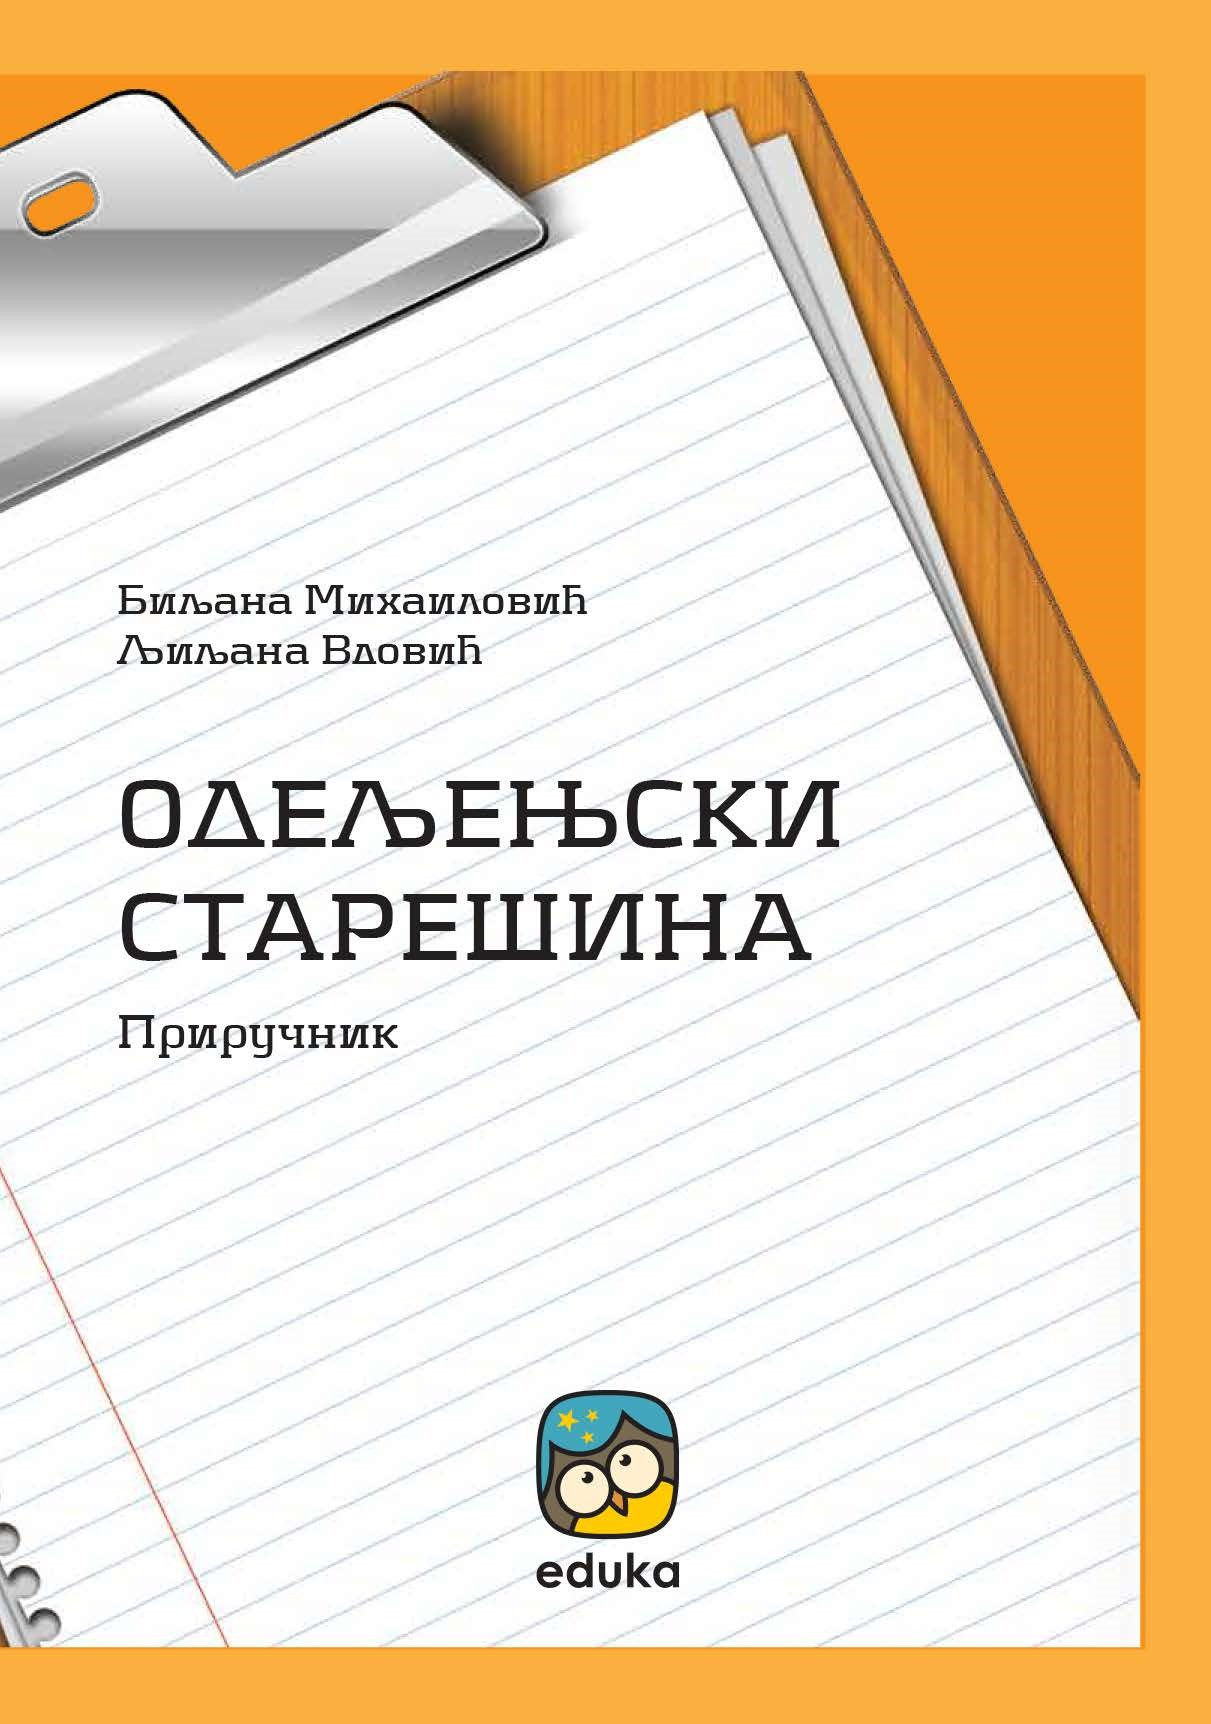 Биљана Михаиловић
Љиљана Вдовић
ОДЕЉЕЊСКИ
СТАРЕШИНА
Приручник
eduka